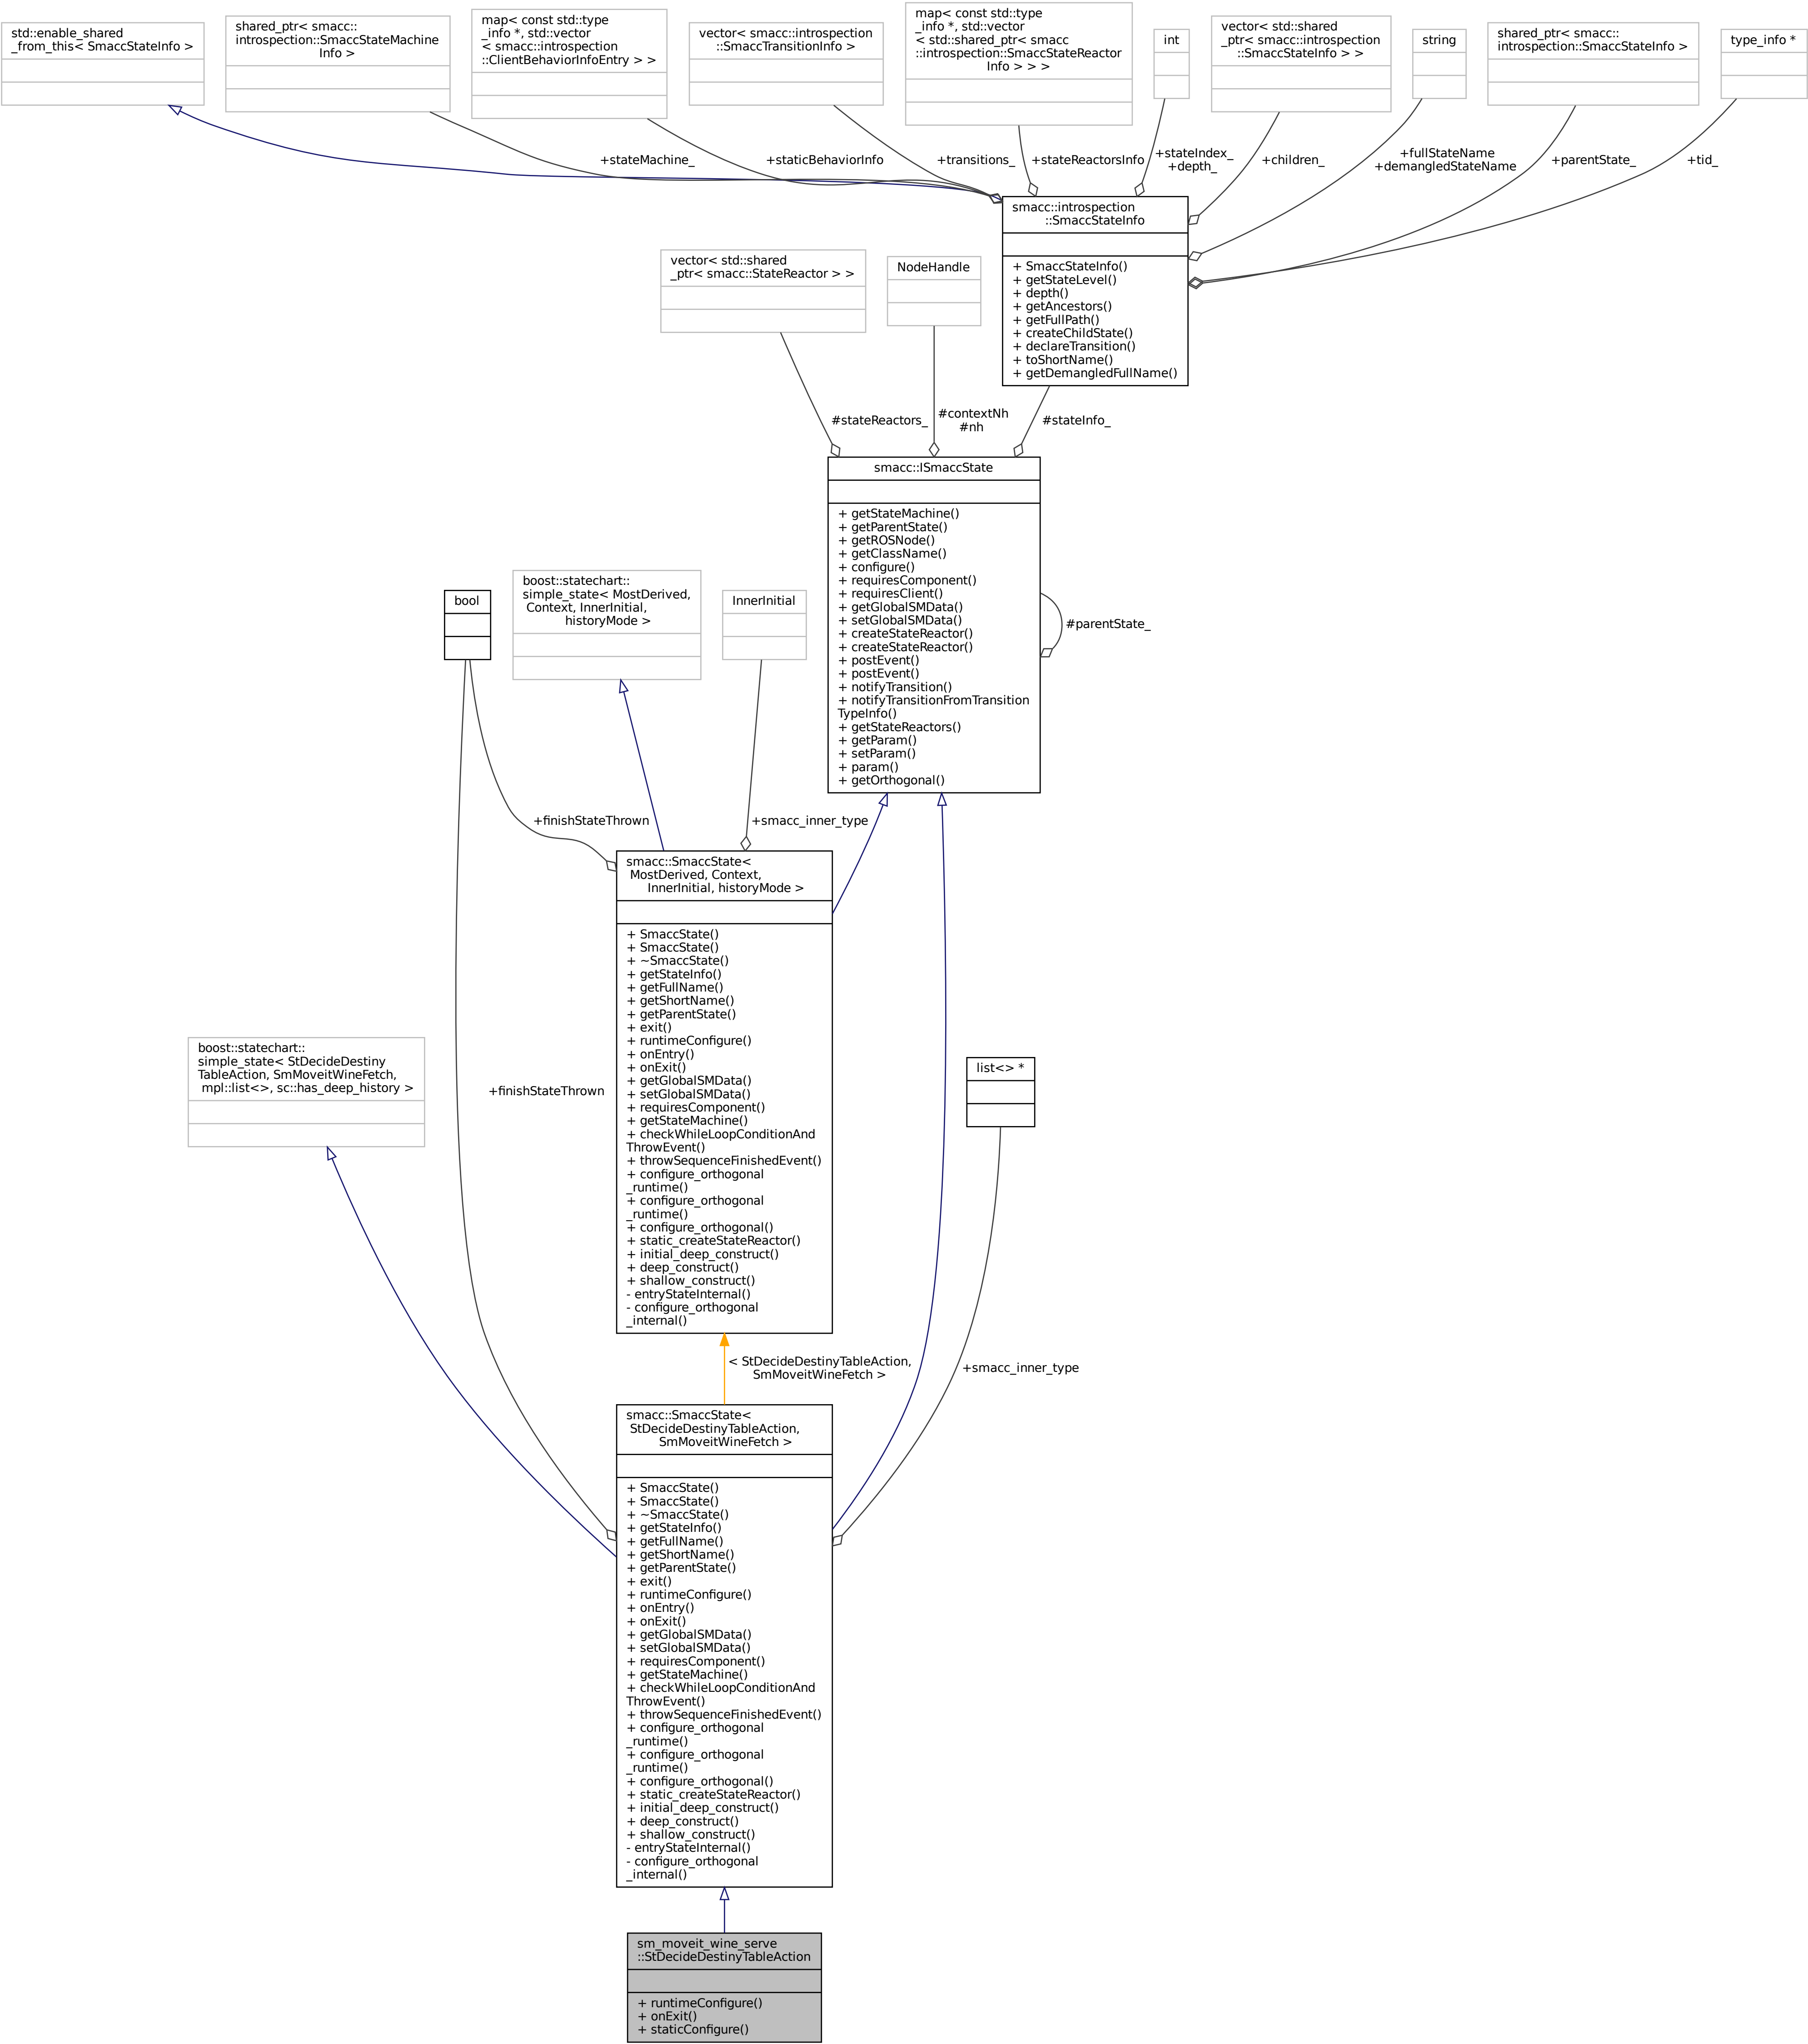 std::enable_shared
_from_this< SmaccStateInfo >
shared_ptr< smacc::
introspection::SmaccStateMachine
Info >
map< const std::type
_info *, std::vector
< smacc::introspection
::ClientBehaviorInfoEntry > >
vector< smacc::introspection
::SmaccTransitionInfo >
map< const std::type
_info *, std::vector
< std::shared_ptr< smacc
::introspection::SmaccStateReactor
Info > > >
int
vector< std::shared
_ptr< smacc::introspection
::SmaccStateInfo > >
string
shared_ptr< smacc::
introspection::SmaccStateInfo >
type_info *
+stateMachine_
+staticBehaviorInfo
+transitions_
+stateReactorsInfo
+stateIndex_
+depth_
+children_
+fullStateName
+demangledStateName
+parentState_
+tid_
smacc::introspection
::SmaccStateInfo
+ SmaccStateInfo()
+ getStateLevel()
+ depth()
+ getAncestors()
+ getFullPath()
+ createChildState()
+ declareTransition()
+ toShortName()
+ getDemangledFullName()
vector< std::shared
_ptr< smacc::StateReactor > >
NodeHandle
#stateReactors_
#contextNh
#nh
#stateInfo_
smacc::ISmaccState
+ getStateMachine()
+ getParentState()
+ getROSNode()
+ getClassName()
+ configure()
+ requiresComponent()
+ requiresClient()
+ getGlobalSMData()
+ setGlobalSMData()
+ createStateReactor()
+ createStateReactor()
+ postEvent()
+ postEvent()
+ notifyTransition()
+ notifyTransitionFromTransition
TypeInfo()
+ getStateReactors()
+ getParam()
+ setParam()
+ param()
+ getOrthogonal()
#parentState_
bool
boost::statechart::
simple_state< MostDerived,
Context, InnerInitial,
historyMode >
InnerInitial
+finishStateThrown
+smacc_inner_type
smacc::SmaccState<
MostDerived, Context,
InnerInitial, historyMode >
+ SmaccState()
+ SmaccState()
+ ~SmaccState()
+ getStateInfo()
+ getFullName()
+ getShortName()
+ getParentState()
+ exit()
+ runtimeConfigure()
+ onEntry()
+ onExit()
+ getGlobalSMData()
+ setGlobalSMData()
+ requiresComponent()
+ getStateMachine()
+ checkWhileLoopConditionAnd
ThrowEvent()
+ throwSequenceFinishedEvent()
+ configure_orthogonal
_runtime()
+ configure_orthogonal
_runtime()
+ configure_orthogonal()
+ static_createStateReactor()
+ initial_deep_construct()
+ deep_construct()
+ shallow_construct()
- entryStateInternal()
- configure_orthogonal
_internal()
boost::statechart::
simple_state< StDecideDestiny
TableAction, SmMoveitWineFetch,
mpl::list<>, sc::has_deep_history >
+finishStateThrown
list<> *
< StDecideDestinyTableAction,
SmMoveitWineFetch >
+smacc_inner_type
smacc::SmaccState<
StDecideDestinyTableAction,
SmMoveitWineFetch >
+ SmaccState()
+ SmaccState()
+ ~SmaccState()
+ getStateInfo()
+ getFullName()
+ getShortName()
+ getParentState()
+ exit()
+ runtimeConfigure()
+ onEntry()
+ onExit()
+ getGlobalSMData()
+ setGlobalSMData()
+ requiresComponent()
+ getStateMachine()
+ checkWhileLoopConditionAnd
ThrowEvent()
+ throwSequenceFinishedEvent()
+ configure_orthogonal
_runtime()
+ configure_orthogonal
_runtime()
+ configure_orthogonal()
+ static_createStateReactor()
+ initial_deep_construct()
+ deep_construct()
+ shallow_construct()
- entryStateInternal()
- configure_orthogonal
_internal()
sm_moveit_wine_serve
::StDecideDestinyTableAction
+ runtimeConfigure()
+ onExit()
+ staticConfigure()